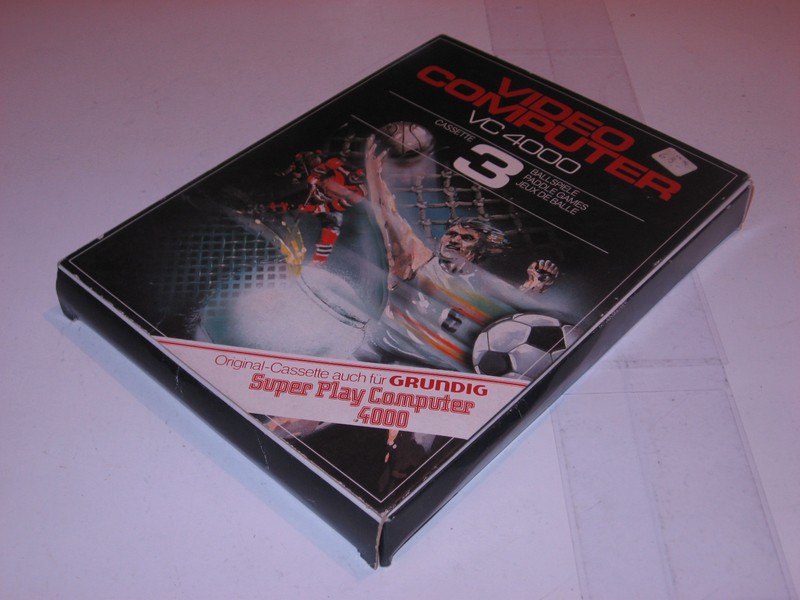 VIDEO
COMPUTER
VC 4000
CASSETTE
3
BALLSPIELE
PADDLE GAMES
JEUX DE BALLE
Original-Cassette auch für GRUNDIG
Super Play Computer
4000